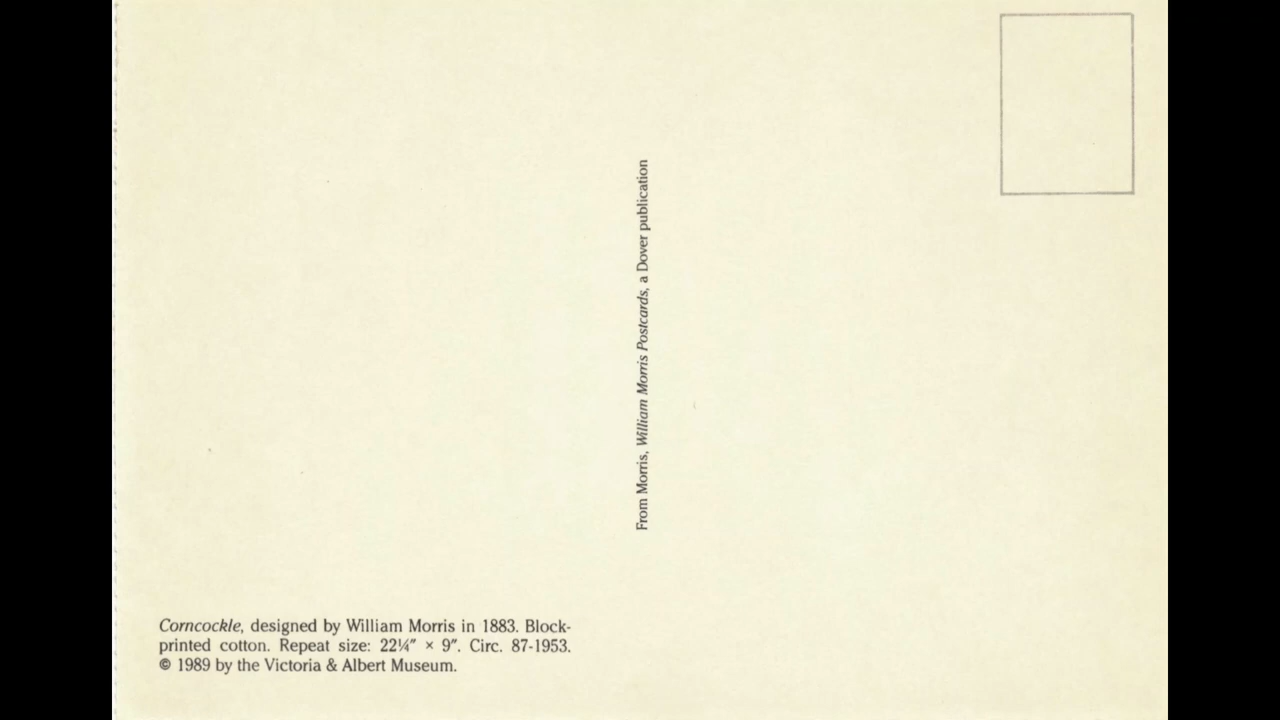 From Morris, William Morris Postcards, a Dover publication
Corncockle, designed by William Morris in 1883. Block-
printed cotton. Repeat size: 22¼″ × 9″. Circ. 87-1953.
© 1989 by the Victoria & Albert Museum.